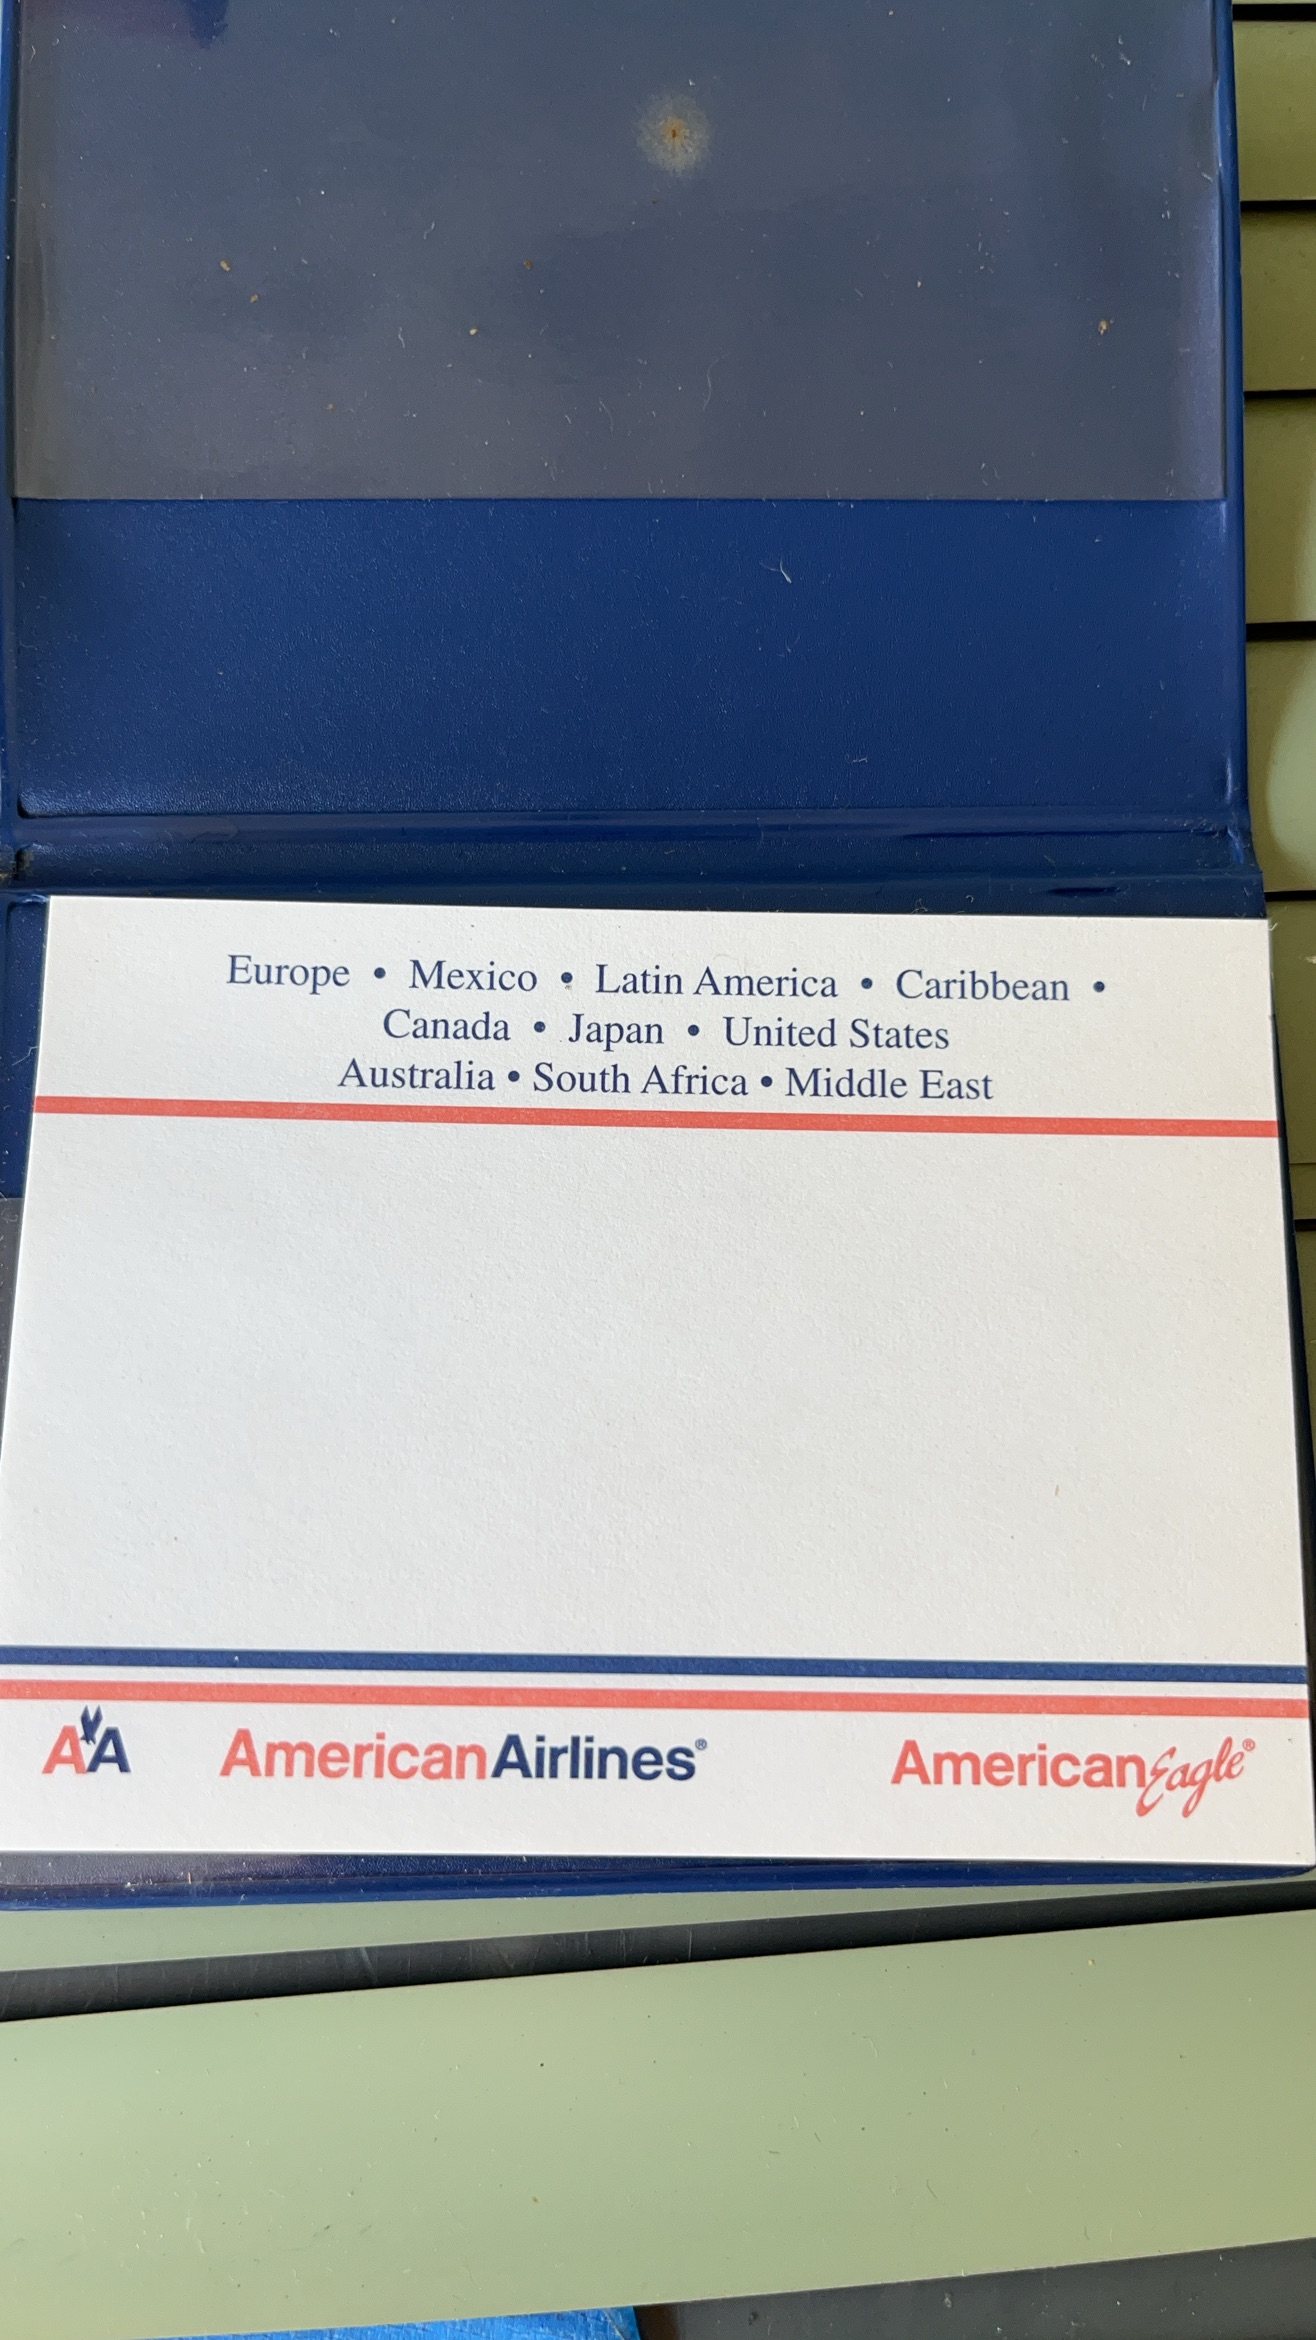 Europe • Mexico • Latin America • Caribbean •
Canada • Japan • United States
Australia • South Africa • Middle East
AA AmericanAirlines® AmericanEagle®